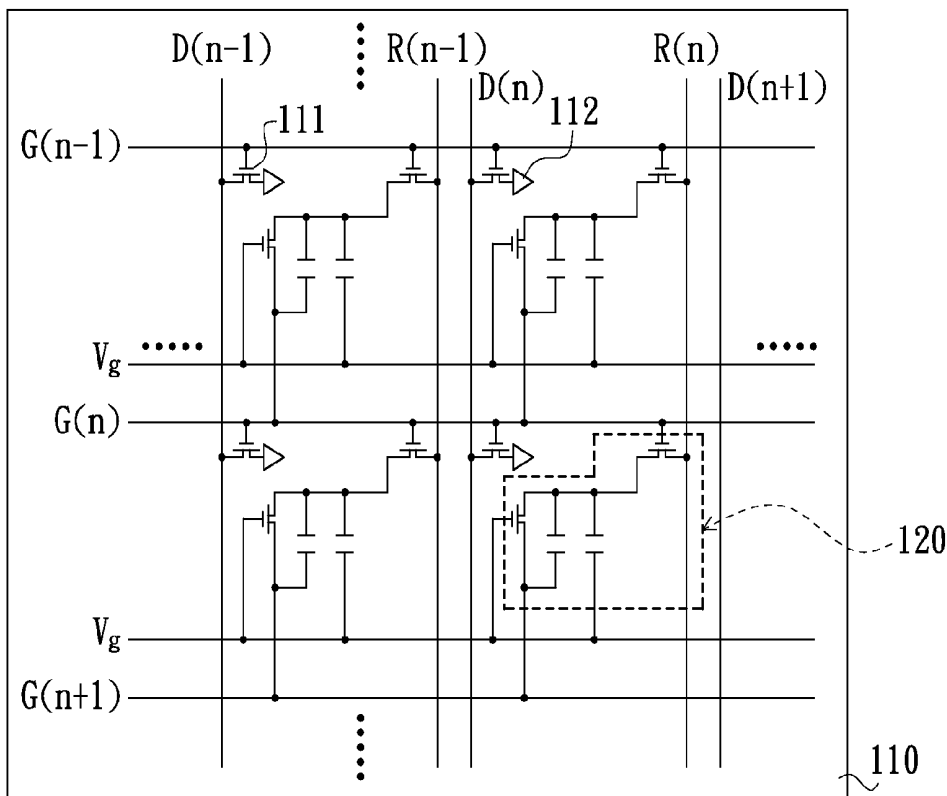 D(n-1)
R(n-1)
R(n)
D(n)
D(n+1)
111
112
G(n-1)
Vg
G(n)
120
Vg
G(n+1)
110